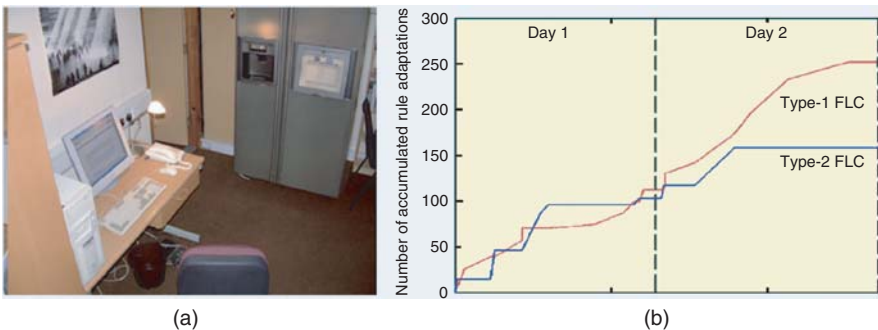 Number of accumulated rule adaptations
300
250
200
150
100
50
0
Day 1
Day 2
Type-1 FLC
Type-2 FLC
(a)
(b)